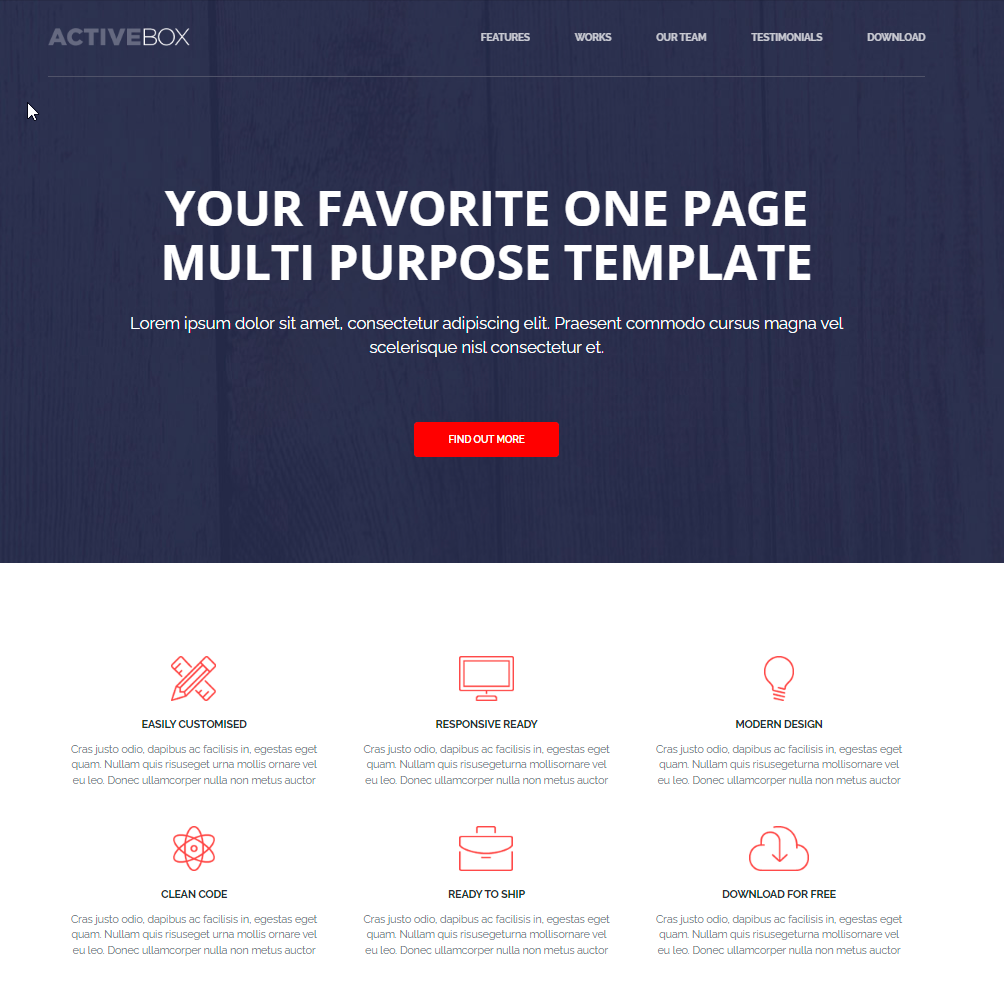 ACTIVEBOX
FEATURES WORKS OUR TEAM TESTIMONIALS DOWNLOAD
YOUR FAVORITE ONE PAGE
MULTI PURPOSE TEMPLATE
Lorem ipsum dolor sit amet, consectetur adipiscing elit. Praesent commodo cursus magna vel
scelerisque nisl consectetur et.
FIND OUT MORE
EASILY CUSTOMISED
Cras justo odio, dapibus ac facilisis in, egestas eget
quam. Nullam quis risuseget urna mollis ornare vel
eu leo. Donec ullamcorper nulla non metus auctor
RESPONSIVE READY
Cras justo odio, dapibus ac facilisis in, egestas eget
quam. Nullam quis risusegeturna mollisornare vel
eu leo. Donec ullamcorper nulla non metus auctor
MODERN DESIGN
Cras justo odio, dapibus ac facilisis in, egestas eget
quam. Nullam quis risusegeturna mollisornare vel
eu leo. Donec ullamcorper nulla non metus auctor
CLEAN CODE
Cras justo odio, dapibus ac facilisis in, egestas eget
quam. Nullam quis risuseget urna mollis ornare vel
eu leo. Donec ullamcorper nulla non metus auctor
READY TO SHIP
Cras justo odio, dapibus ac facilisis in, egestas eget
quam. Nullam quis risusegeturna mollisornare vel
eu leo. Donec ullamcorper nulla non metus auctor
DOWNLOAD FOR FREE
Cras justo odio, dapibus ac facilisis in, egestas eget
quam. Nullam quis risusegeturna mollisornare vel
eu leo. Donec ullamcorper nulla non metus auctor